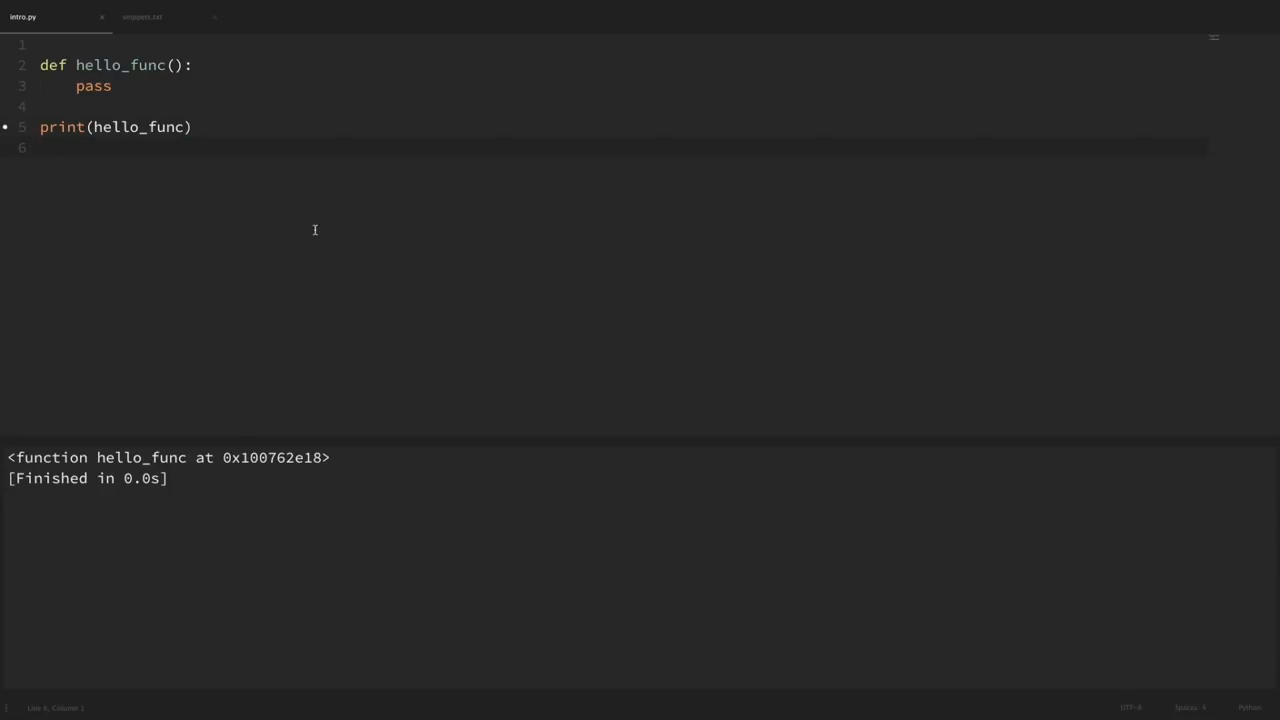 intro.py
snippets.txt
1
2 def hello_func():
3 pass
4
5 print(hello_func)
6
<function hello_func at 0x100762e18>
[Finished in 0.0s]
Line 6, Column 1
UTF-8
Spaces: 4
Python